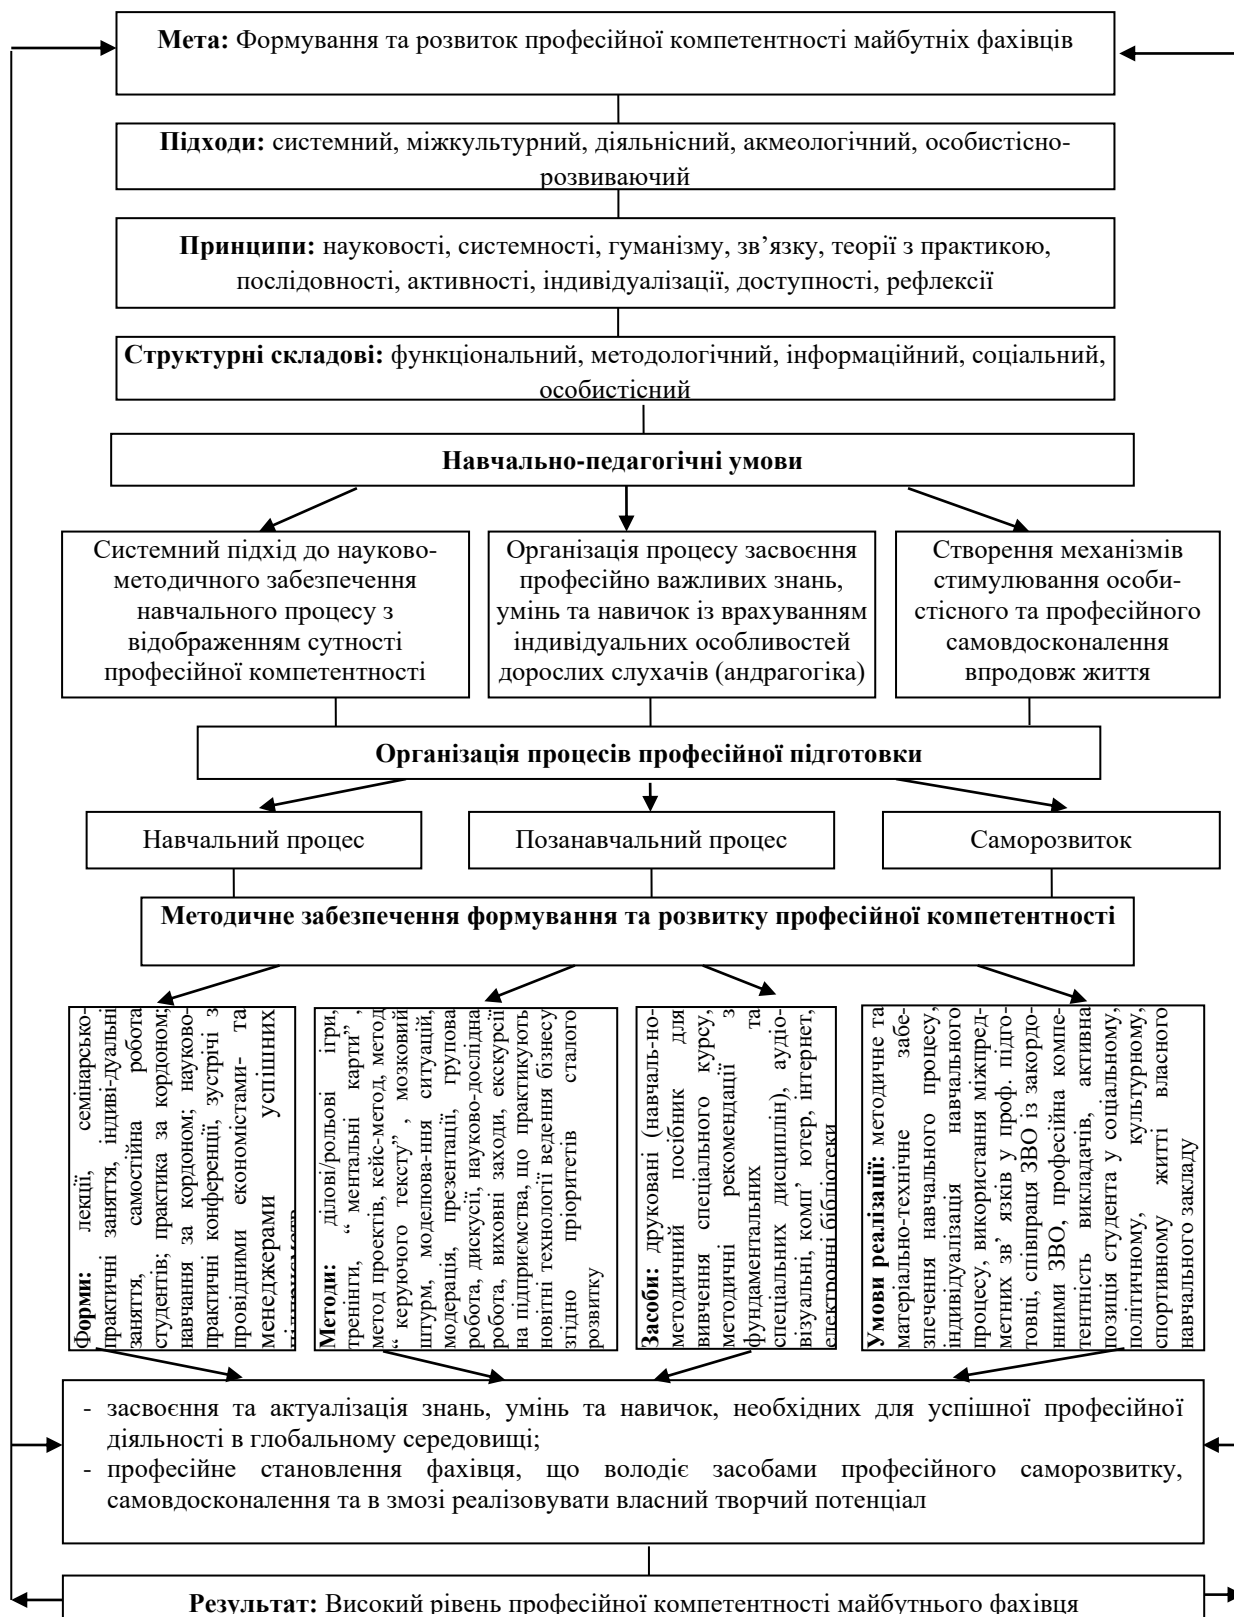 Мета: Формування та розвиток професійної компетентності майбутніх фахівців
Підходи: системний, міжкультурний, діяльнісний, акмеологічний, особистісно-
розвиваючий
Принципи: науковості, системності, гуманізму, зв’язку, теорії з практикою,
послідовності, активності, індивідуалізації, доступності, рефлексії
Структурні складові: функціональний, методологічний, інформаційний, соціальний,
особистісний
Навчально-педагогічні умови
Системний підхід до науково-
методичного забезпечення
навчального процесу з
відображенням сутності
професійної компетентності
Організація процесу засвоєння
професійно важливих знань,
умінь та навичок із врахуванням
індивідуальних особливостей
дорослих слухачів (андрагогіка)
Створення механізмів
стимулювання особи-
стісного та професійного
самовдосконалення
впродовж життя
Організація процесів професійної підготовки
Навчальний процес
Позанавчальний процес
Саморозвиток
Методичне забезпечення формування та розвитку професійної компетентності
Форми: лекції, семінарсько-
практичні заняття, індиві-дуальні
заняття, самостійна робота
студентів; практика за кордоном;
навчання за кордоном; науково-
практичні конференції, зустрічі з
провідними економістами- та
менеджерами успішних
Методи: ділові/рольові ігри,
тренінги, “ ментальні карти” ,
метод проектів, кейс-метод, метод
“ керуючого тексту” , мозковий
штурм, моделюва-ння ситуацій,
модерація, презентації, групова
робота, дискусії, науково-дослідна
робота, виховні заходи, екскурсії
на підприємства, що практикують
новітні технології ведення бізнесу
згідно пріоритетів сталого
розвитку
Засоби: друковані (навчаль-но-
методичний посібник для
вивчення спеціального курсу,
методичні рекомендації з
фундаментальних та
спеціальних дисциплін), аудіо-
візуальні, комп’ ютер, інтернет,
електронні бібліотеки
Умови реалізації: методичне та
матеріально-технічне забе-
зпечення навчального процесу,
індивідуалізація навчального
процесу, використання міжпред-
метних зв’ язків у проф. підго-
товці, співпраця ЗВО із закордо-
нними ЗВО, професійна компе-
тентність викладачів, активна
позиція студента у соціальному,
політичному, культурному,
спортивному житті власного
навчального закладу
- засвоєння та актуалізація знань, умінь та навичок, необхідних для успішної професійної
діяльності в глобальному середовищі;
- професійне становлення фахівця, що володіє засобами професійного саморозвитку,
самовдосконалення та в змозі реалізовувати власний творчий потенціал
Результат: Високий рівень професійної компетентності майбутнього фахівця